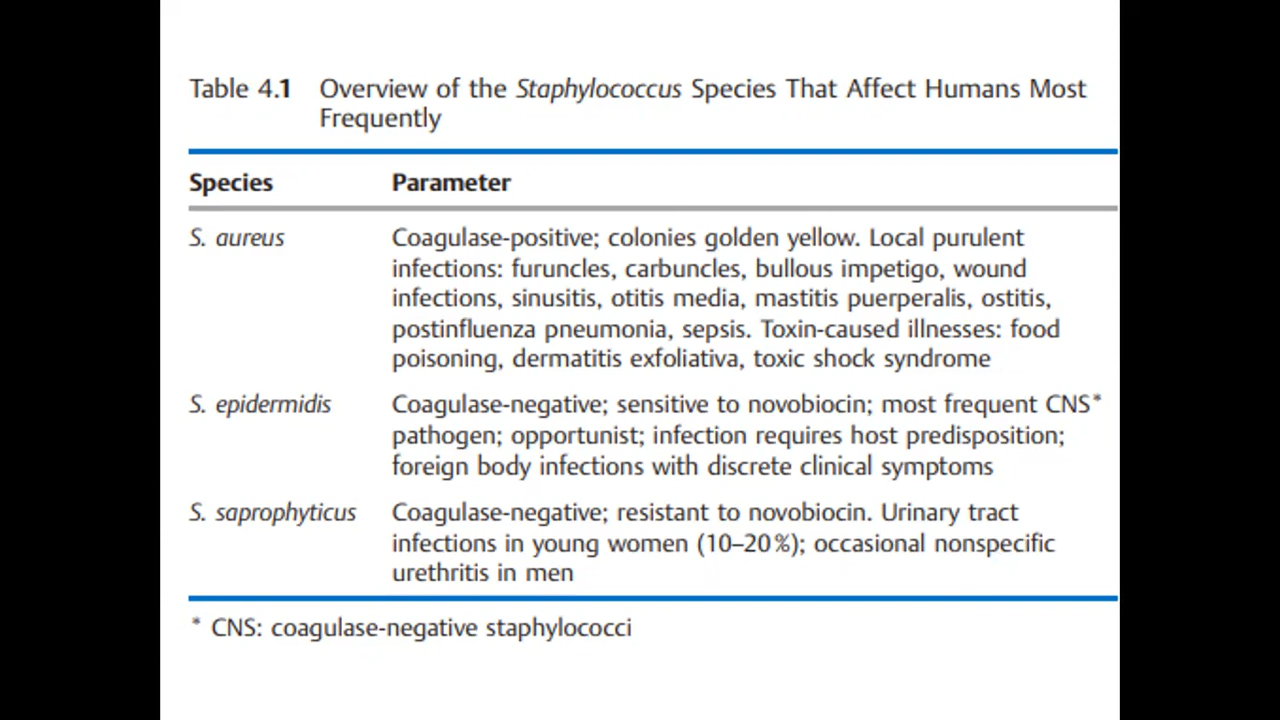 Table 4.1 Overview of the Staphylococcus Species That Affect Humans Most
Frequently
Species Parameter
S. aureus Coagulase-positive; colonies golden yellow. Local purulent
infections: furuncles, carbuncles, bullous impetigo, wound
infections, sinusitis, otitis media, mastitis puerperalis, ostitis,
postinfluenza pneumonia, sepsis. Toxin-caused illnesses: food
poisoning, dermatitis exfoliativa, toxic shock syndrome
S. epidermidis Coagulase-negative; sensitive to novobiocin; most frequent CNS*
pathogen; opportunist; infection requires host predisposition;
foreign body infections with discrete clinical symptoms
S. saprophyticus Coagulase-negative; resistant to novobiocin. Urinary tract
infections in young women (10–20%); occasional nonspecific
urethritis in men
* CNS: coagulase-negative staphylococci